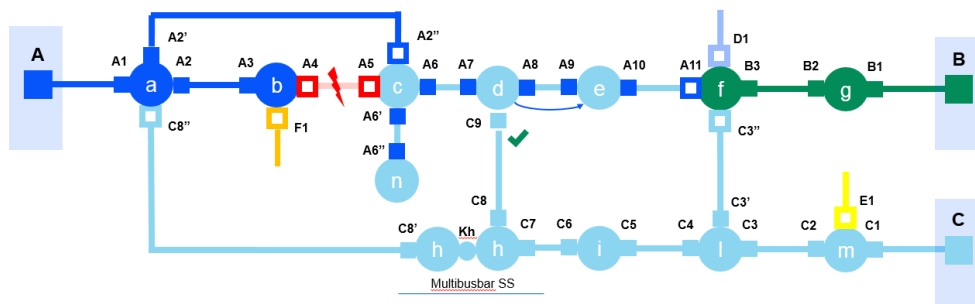 D1
A
A2'
A2"
B
A1
A2
A3
A4
A5
A6
A7
A8
A9
A10
A11
B3
B2
B1
a
b
c
d
e
f
g
C8"
F1
A6'
C9
C3"
A6"
n
C8
C3'
E1
C
C8'
Kh
C7
C6
C5
C4
C3
C2
C1
h
h
i
l
m
Multibusbar SS